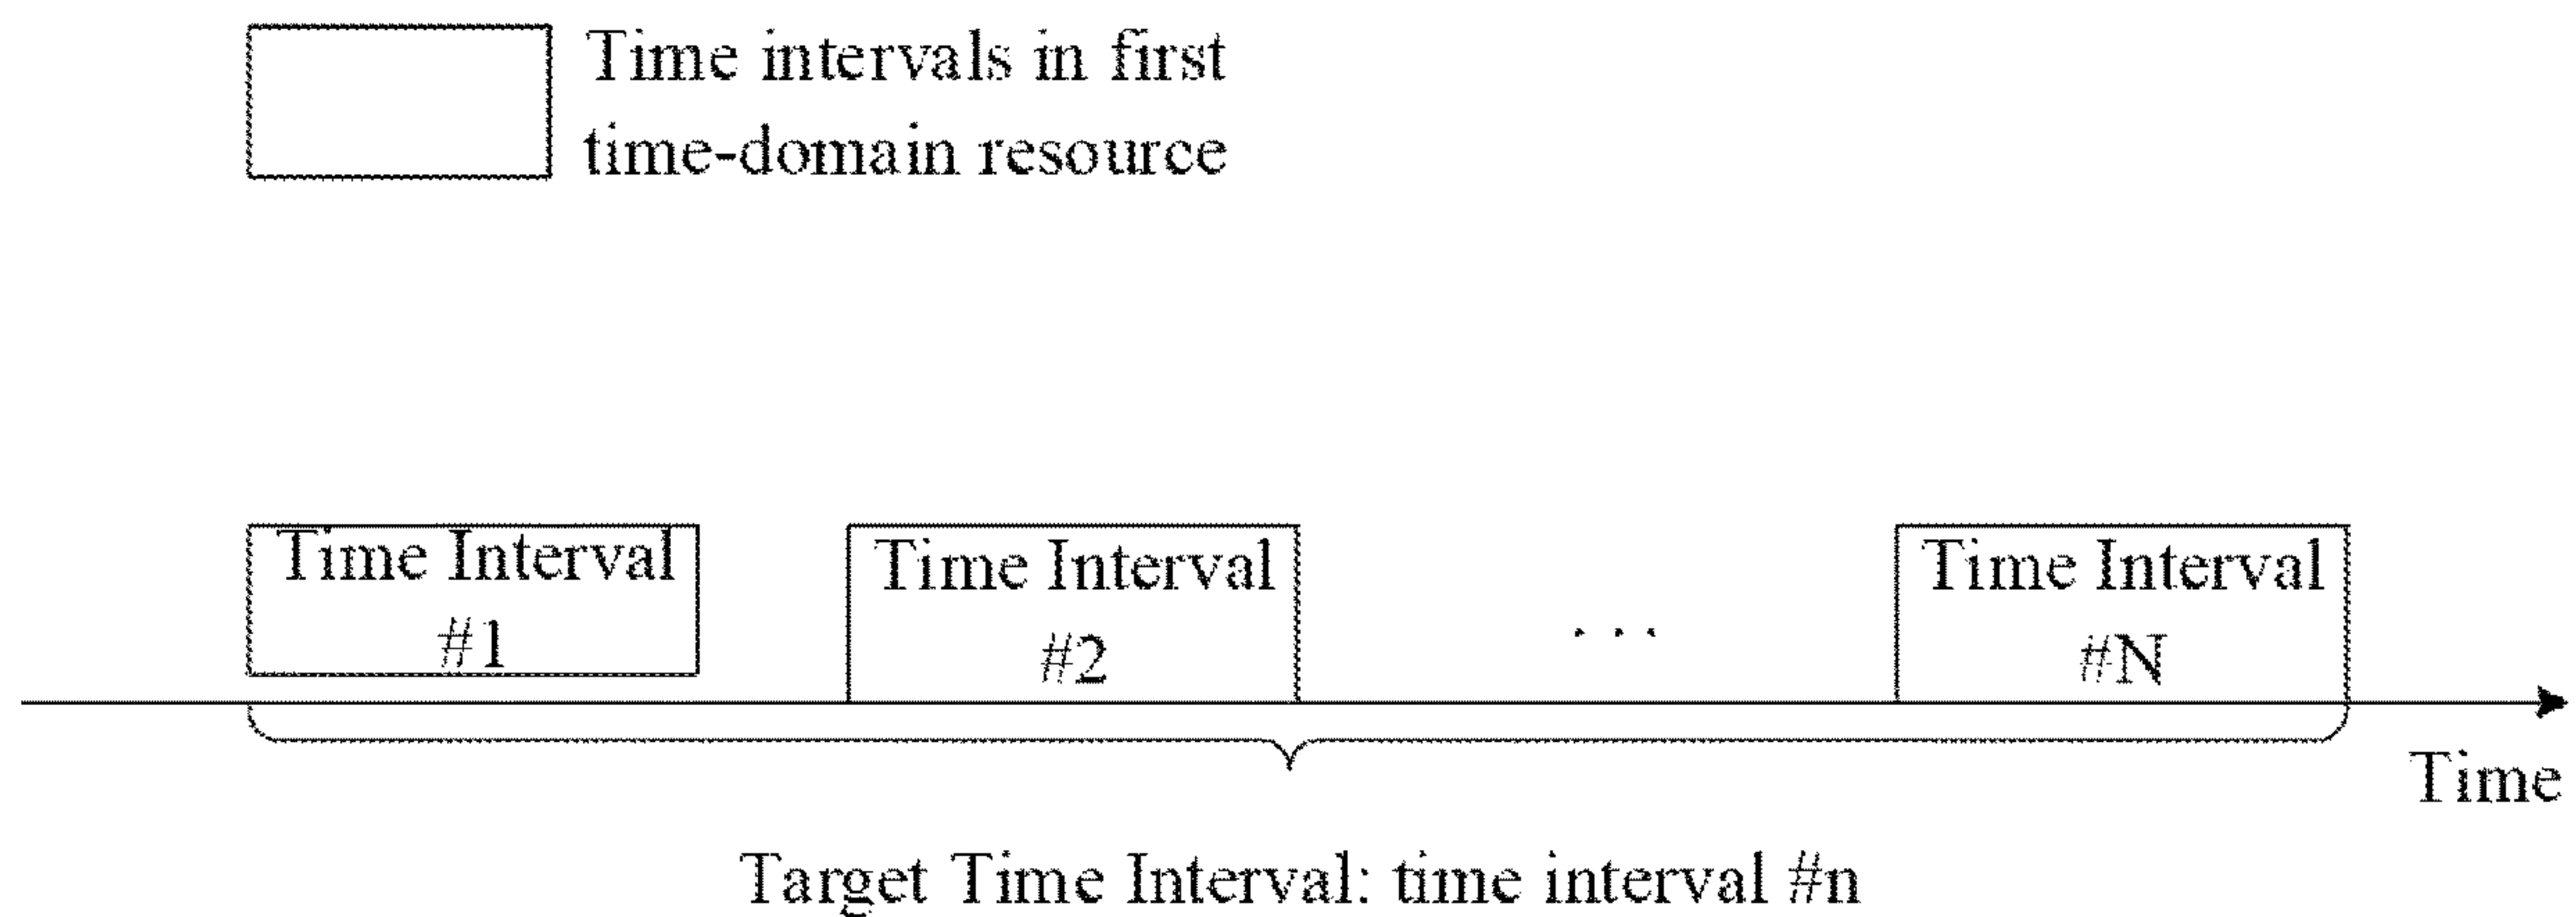 Time intervals in first
time-domain resource
Time Interval
#1
Time Interval
#2
. . .
Time Interval
#N
Time
Target Time Interval: time interval #n